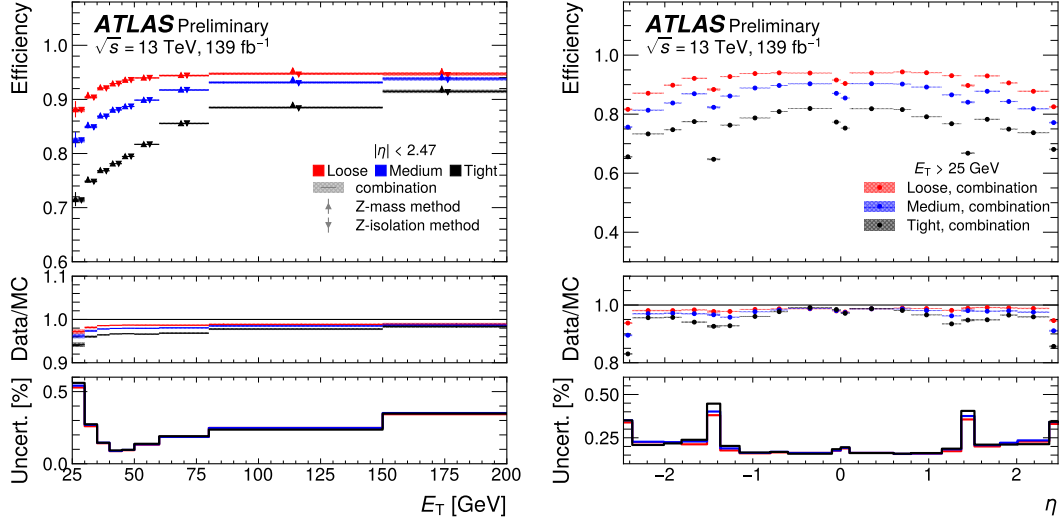 ATLAS Preliminary
√s = 13 TeV, 139 fb⁻¹
Efficiency
1.0
0.9
0.8
0.7
0.6
|η| < 2.47
Loose Medium Tight
combination
Z-mass method
Z-isolation method
Data/MC
1.1
1.0
0.9
Uncert. [%]
0.5
0.0
25 50 75 100 125 150 175 200
E_T [GeV]
ATLAS Preliminary
√s = 13 TeV, 139 fb⁻¹
Efficiency
1.0
0.8
0.6
0.4
E_T > 25 GeV
Loose, combination
Medium, combination
Tight, combination
Data/MC
1.0
0.8
Uncert. [%]
0.50
0.25
−2 −1 0 1 2
η